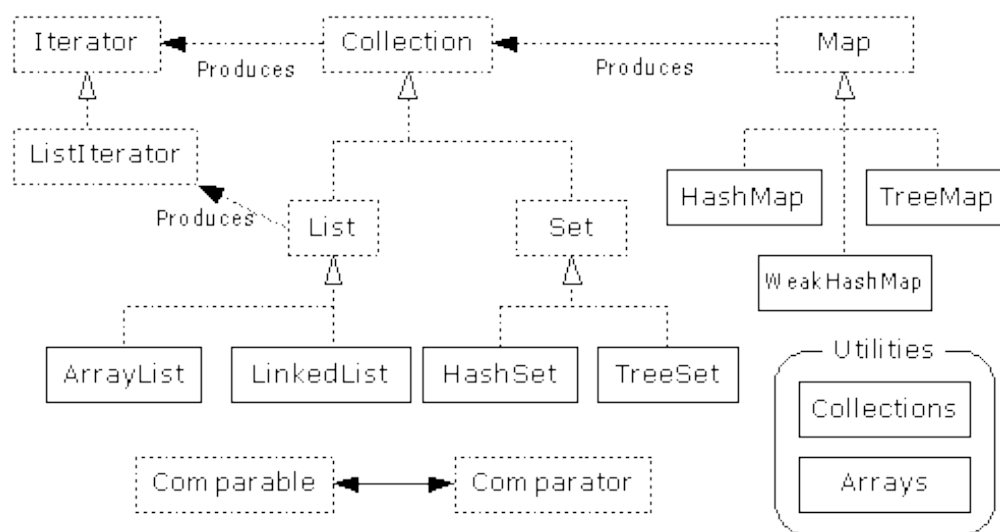 Iterator
Collection
Map
Produces
Produces
ListIterator
HashMap
TreeMap
Produces
List
Set
WeakHashMap
Utilities
ArrayList
LinkedList
HashSet
TreeSet
Collections
Comparable
Comparator
Arrays